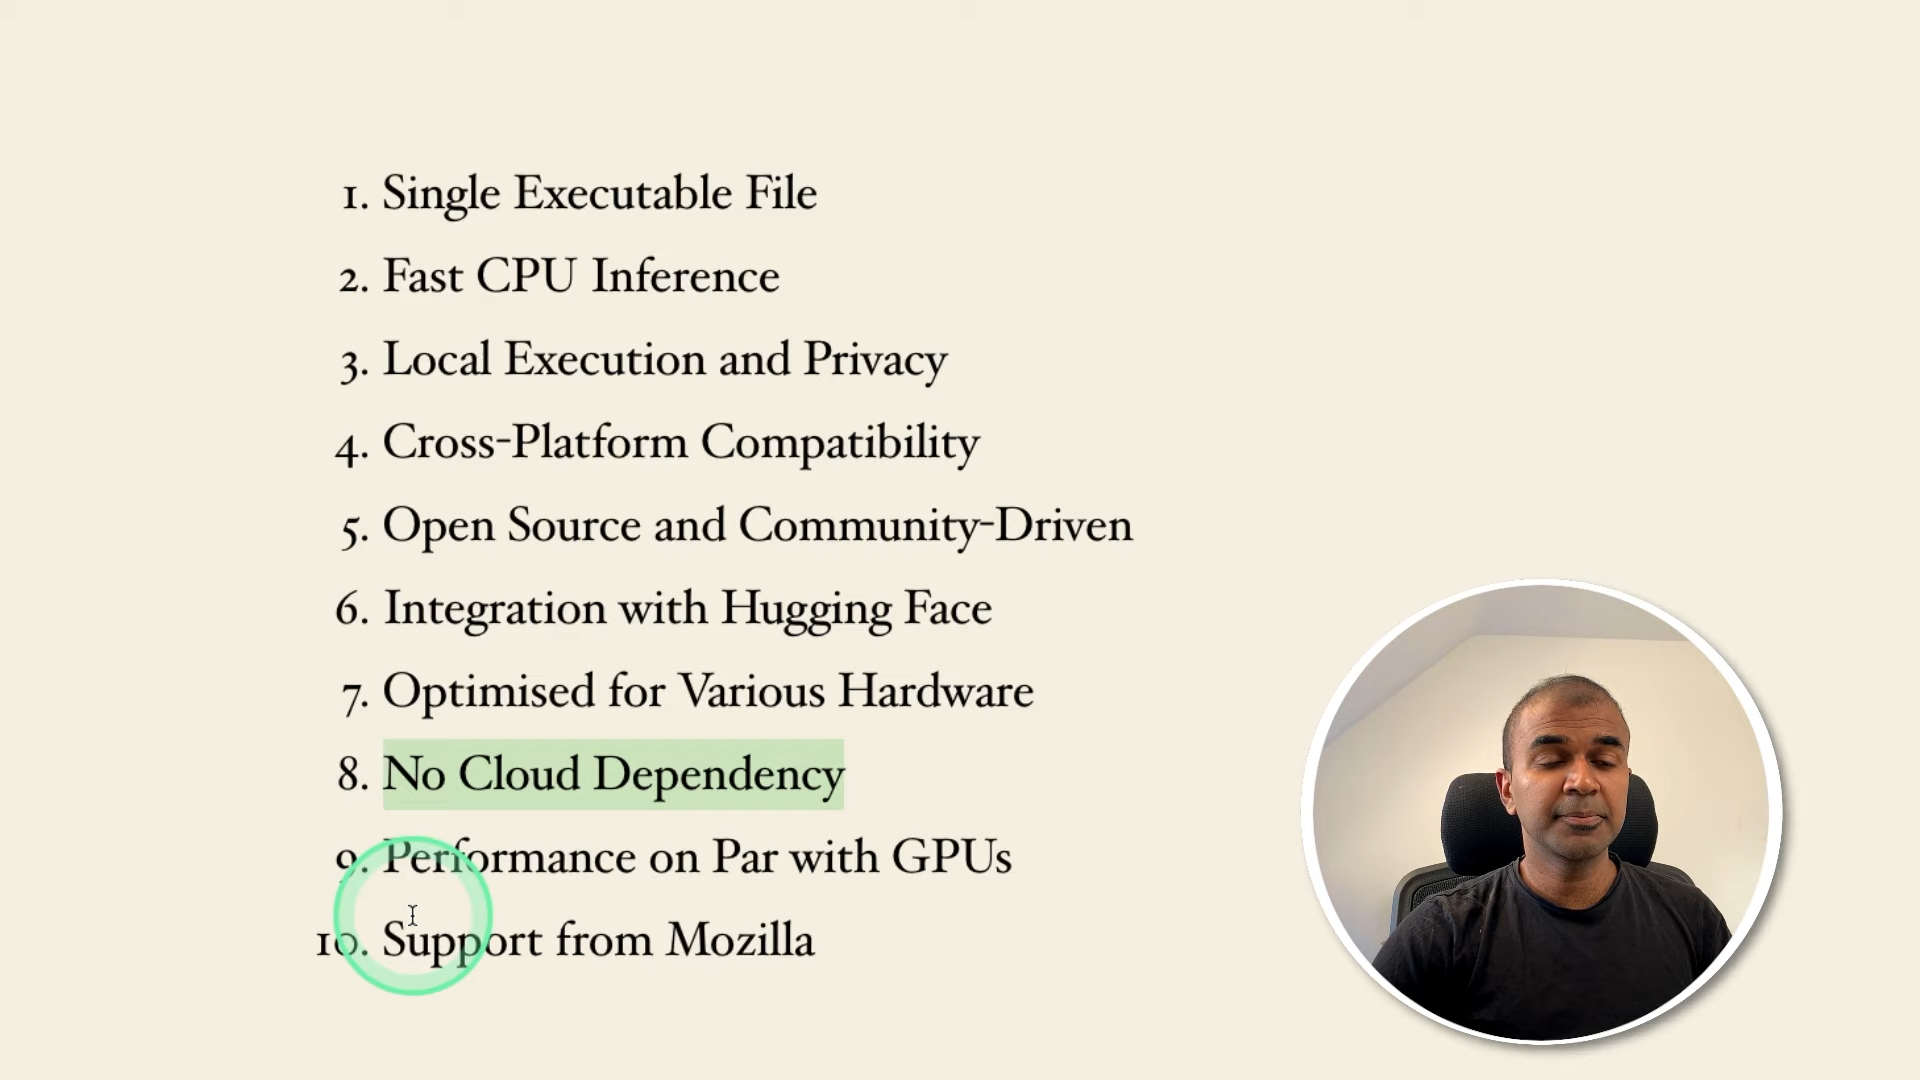 1. Single Executable File
2. Fast CPU Inference
3. Local Execution and Privacy
4. Cross-Platform Compatibility
5. Open Source and Community-Driven
6. Integration with Hugging Face
7. Optimised for Various Hardware
8. No Cloud Dependency
9. Performance on Par with GPUs
10. Support from Mozilla